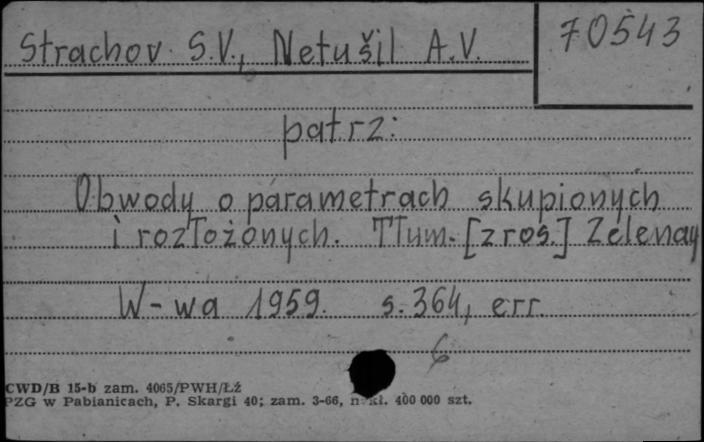 Strachov S.V., Netušil A.V.
70543
patrz:
Obwody o parametrach skupionych
i rozłożonych. Tłum. [z ros.] Zelenay
W-wa 1959. s. 364, err.
6
CWD/B 15-b zam. 4065/PWH/ŁŹ
PZG w Pabianicach, P. Skargi 40; zam. 3-66, 400 000 szt.